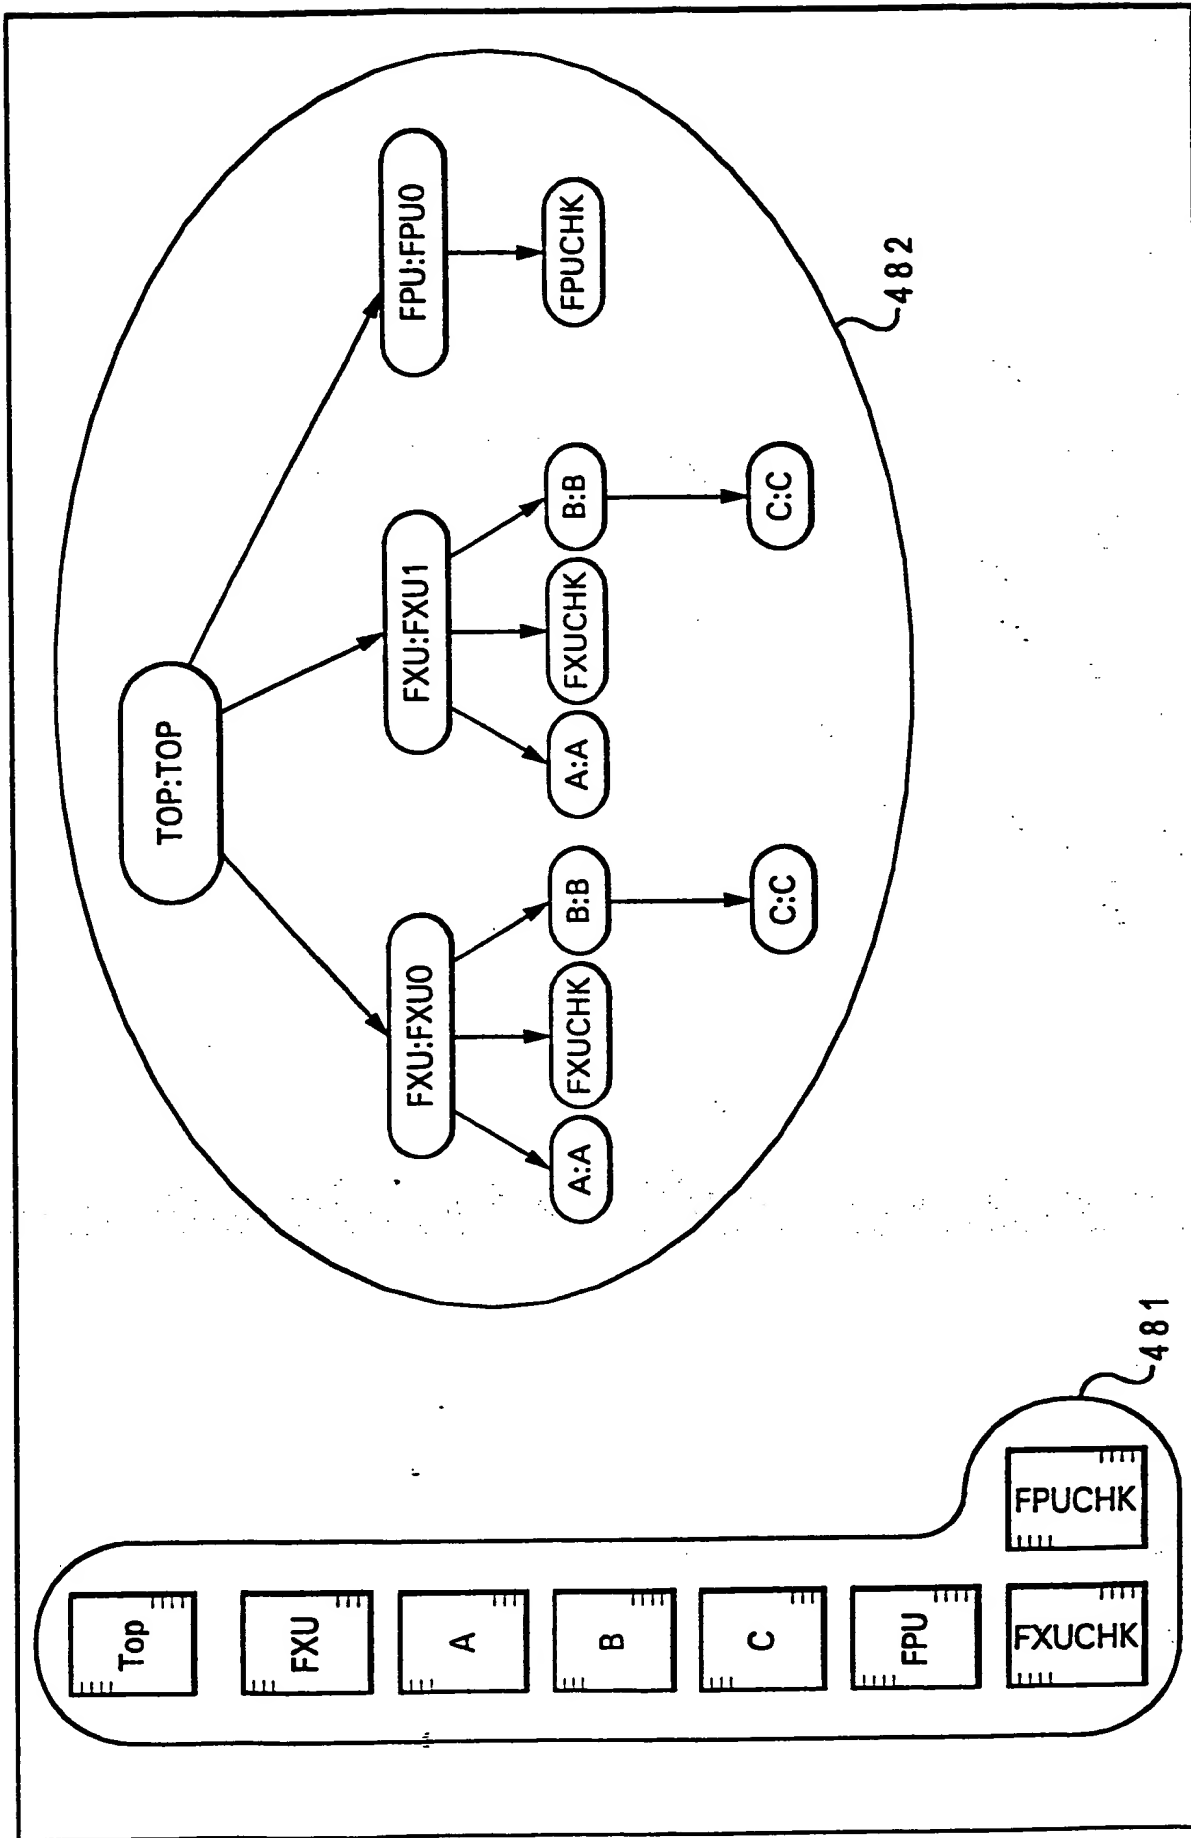 TOP:TOP
FXU:FXU0
FXU:FXU1
FPU:FPU0
A:A
FXUCHK
B:B
A:A
FXUCHK
B:B
FPUCHK
C:C
C:C
482
Top
FXU
A
B
C
FPU
FXUCHK
FPUCHK
481